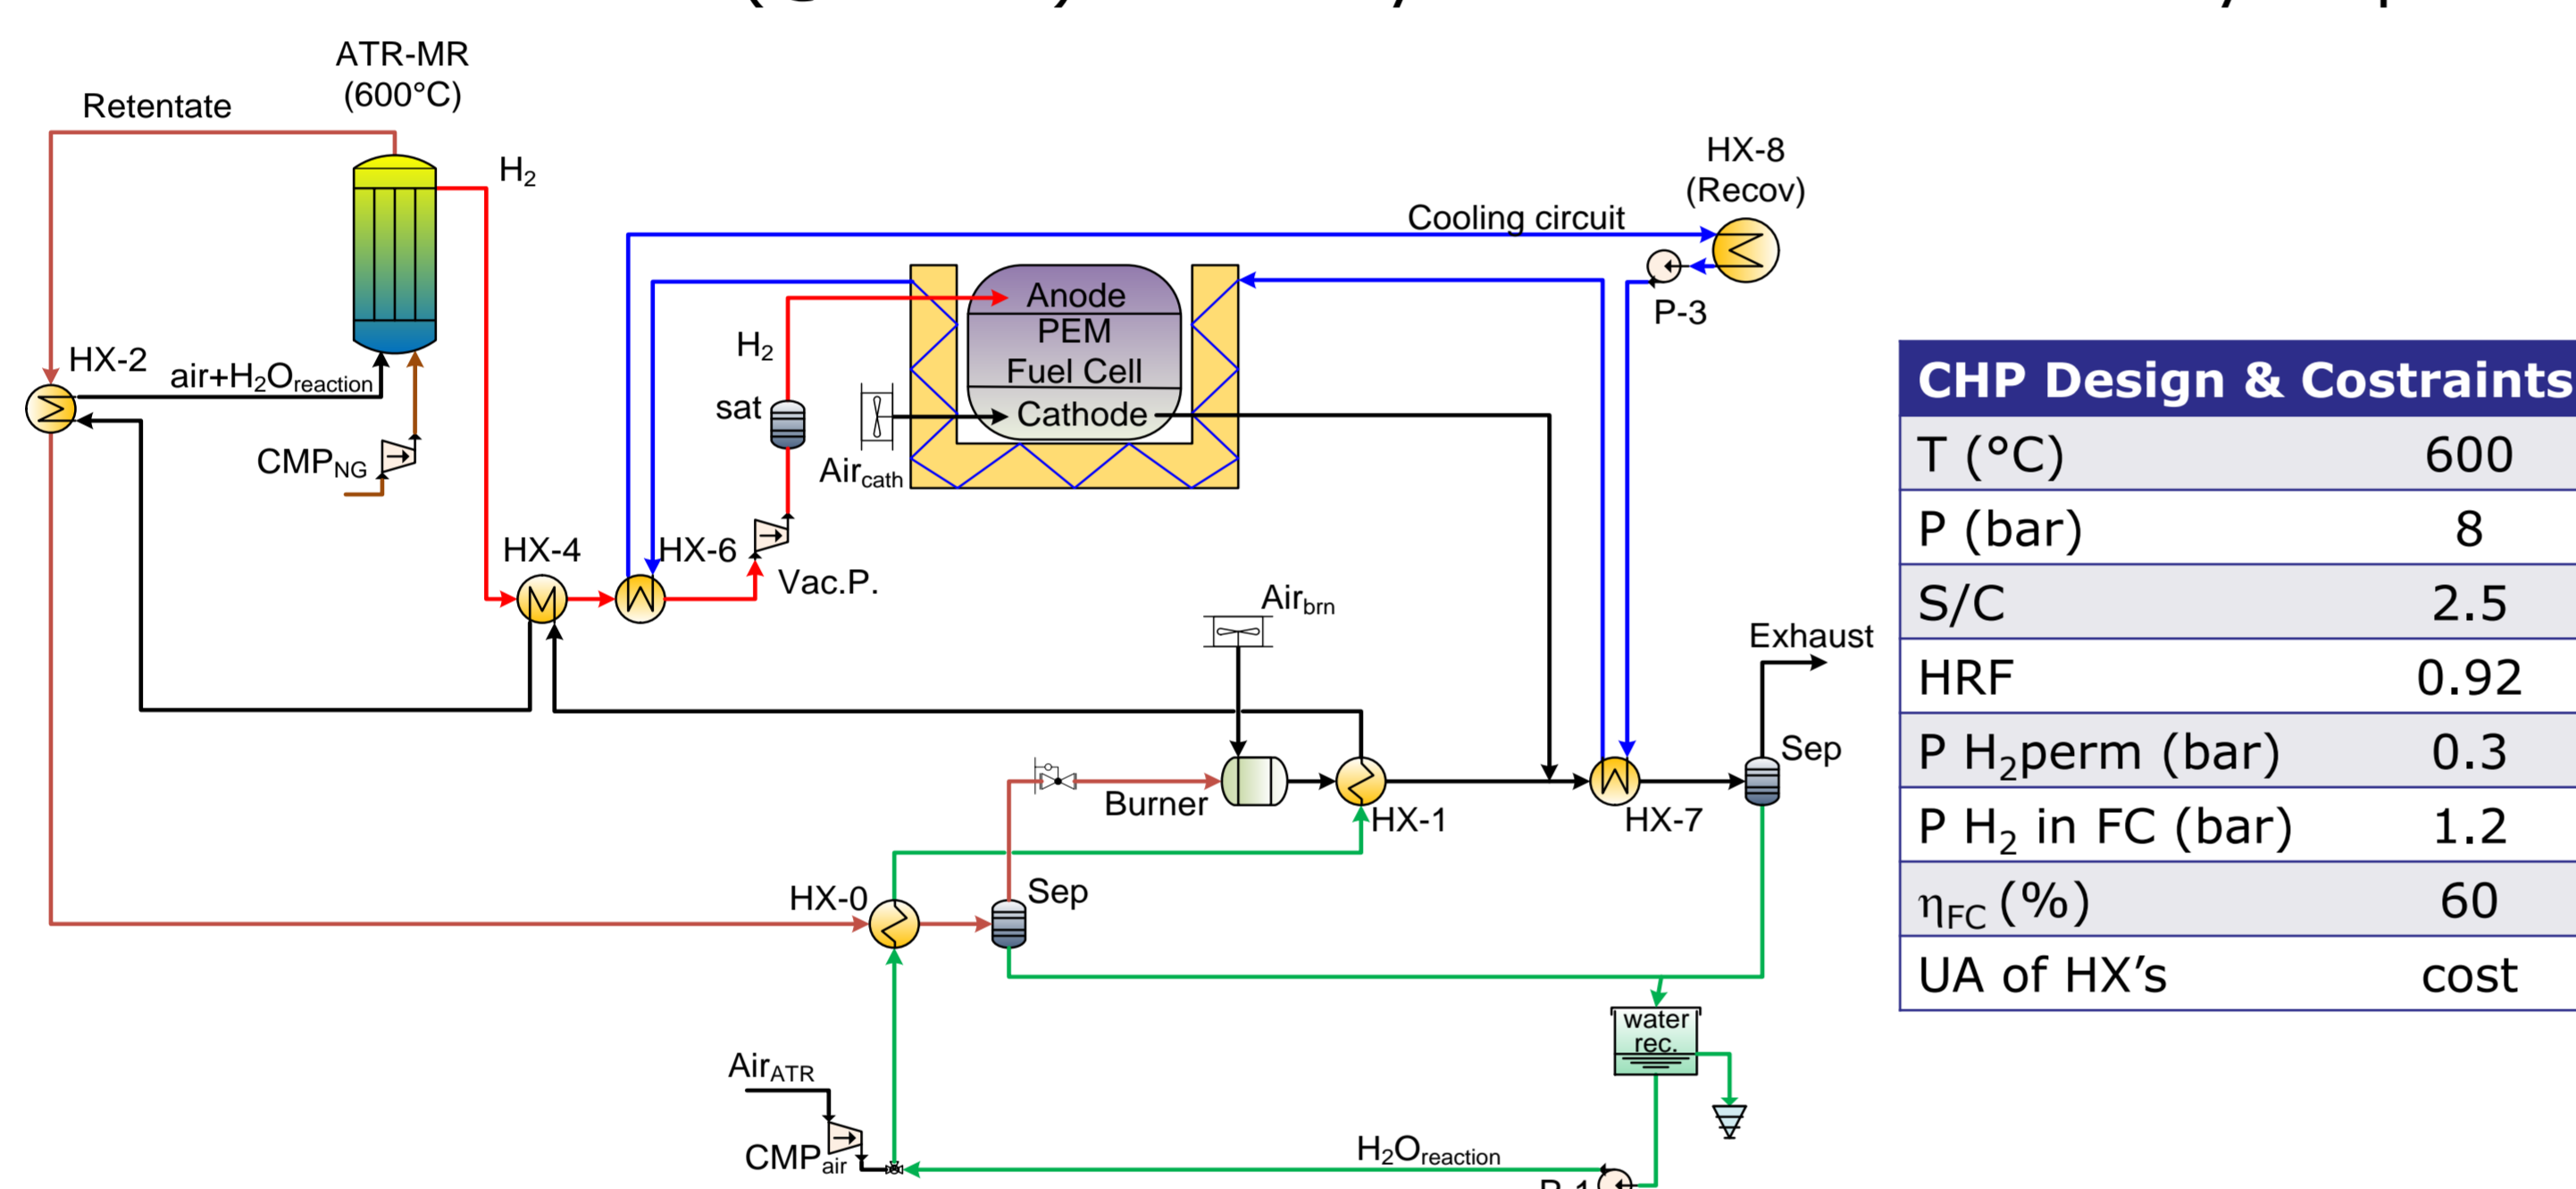 ATR-MR
(600°C)
Retentate
H2
HX-8
(Recov)
Cooling circuit
P-3
Anode
PEM
Fuel Cell
Cathode
H2
sat
Aircath
HX-2
air+H2Oreaction
CMPNG
HX-4
HX-6
Vac.P.
Airbrn
Exhaust
Sep
Burner
HX-1
HX-7
HX-0
Sep
water
rec.
AirATR
CMPair
H2Oreaction
P-1
CHP Design & Costraints
T (°C) 600
P (bar) 8
S/C 2.5
HRF 0.92
P H2perm (bar) 0.3
P H2 in FC (bar) 1.2
ηFC (%) 60
UA of HX's cost